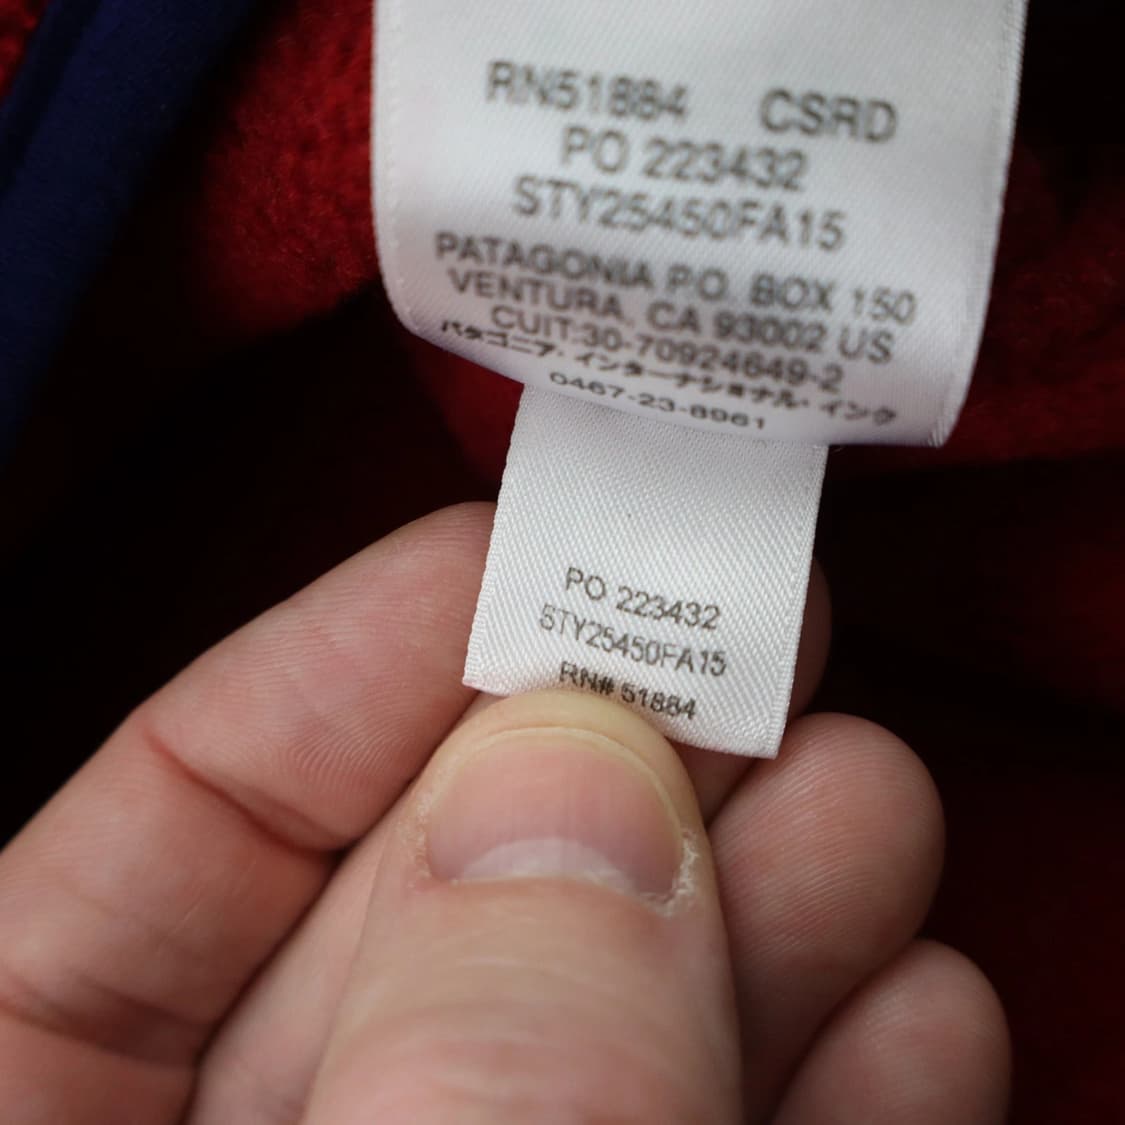 RN51884 CSRD
PO 223432
STY25450FA15
PATAGONIA P.O. BOX 150
VENTURA, CA 93002 US
CUIT:30-70924649-2
パタゴニア・インターナショナル・インク
0467-23-8961
PO 223432
STY25450FA15
RN# 51884